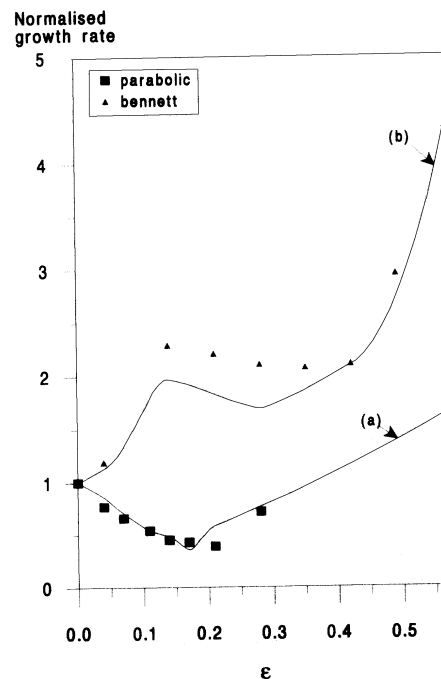 Normalised
growth rate
5
parabolic
bennett
(b)
4
3
2
(a)
1
0
0.0 0.1 0.2 0.3 0.4 0.5
ε